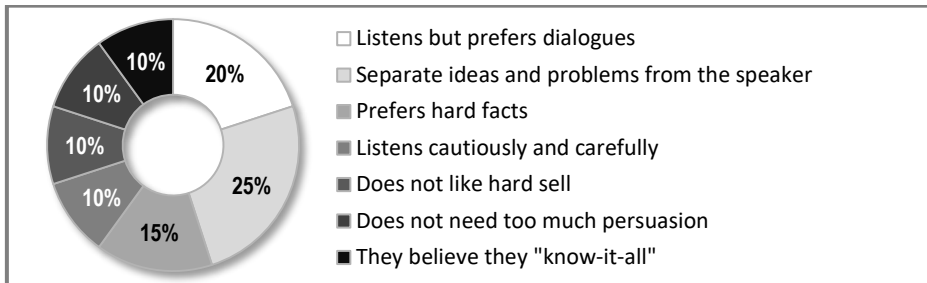 20%
25%
15%
10%
10%
10%
10%
Listens but prefers dialogues
Separate ideas and problems from the speaker
Prefers hard facts
Listens cautiously and carefully
Does not like hard sell
Does not need too much persuasion
They believe they "know-it-all"